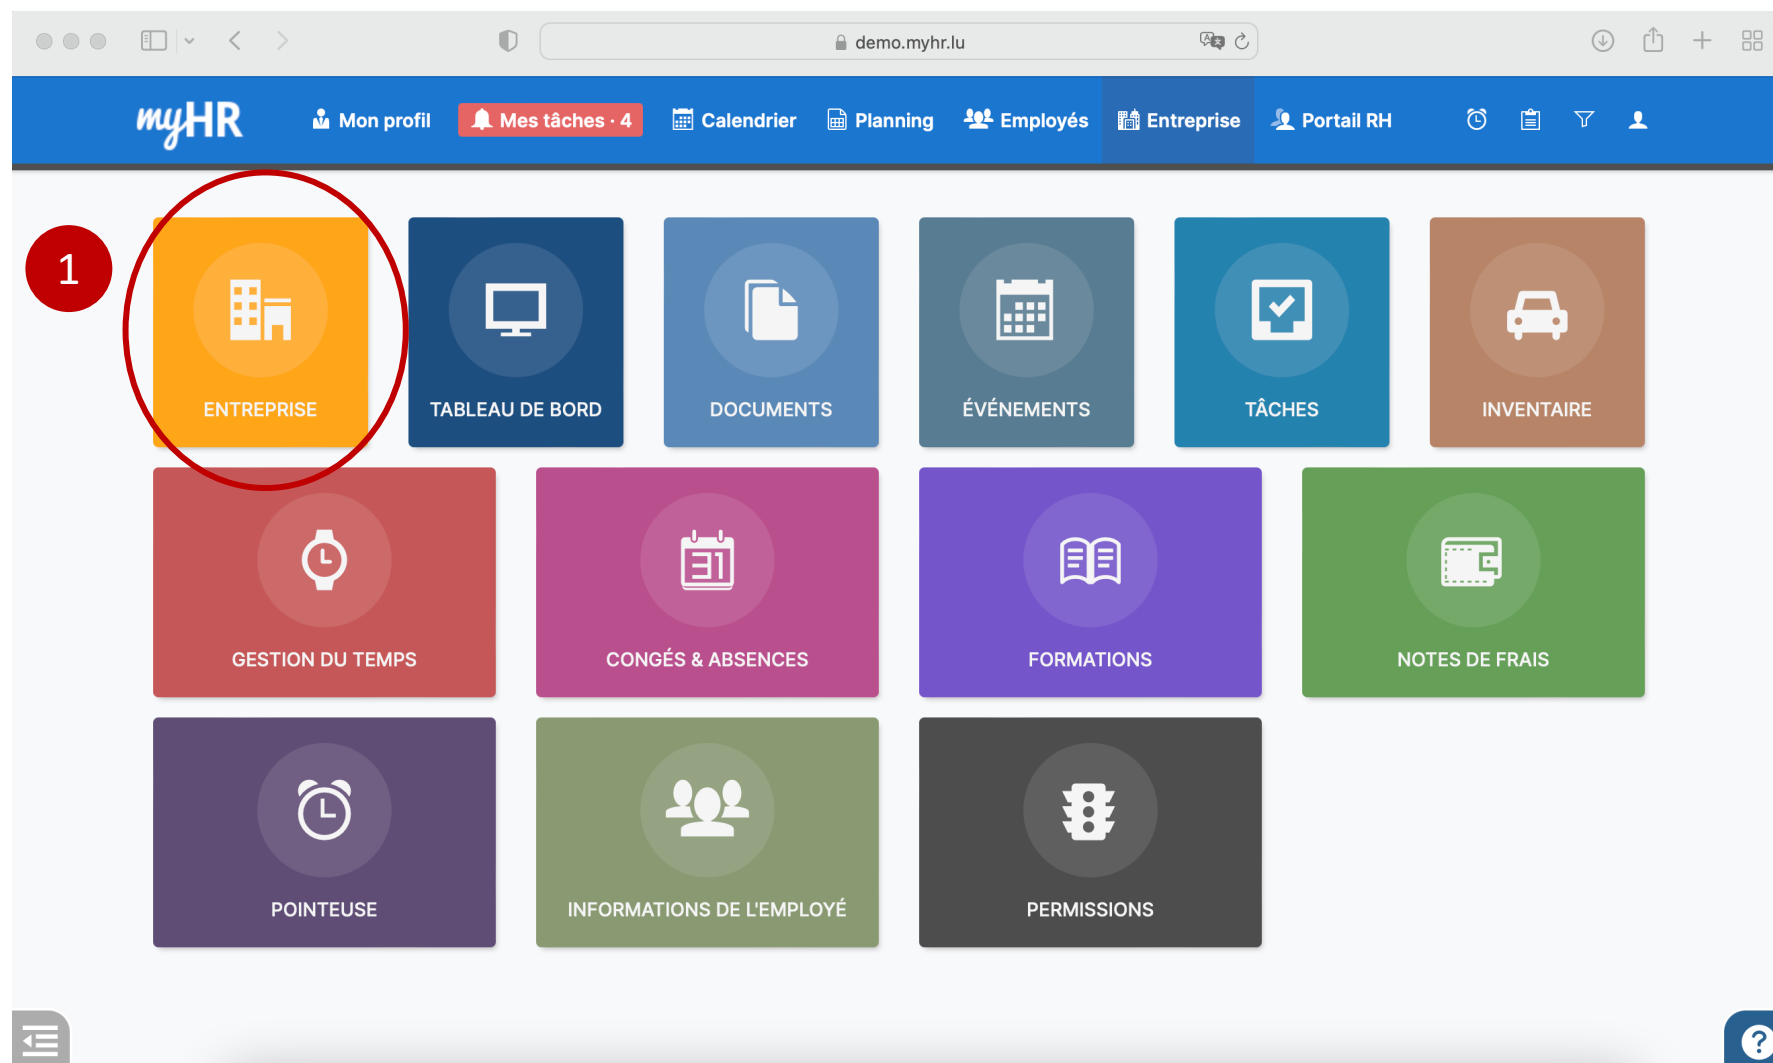 demo.myhr.lu
myHR
Mon profil
Mes tâches · 4
Calendrier
Planning
Employés
Entreprise
Portail RH
1
ENTREPRISE
TABLEAU DE BORD
DOCUMENTS
ÉVÉNEMENTS
TÂCHES
31
INVENTAIRE
GESTION DU TEMPS
CONGÉS & ABSENCES
FORMATIONS
NOTES DE FRAIS
POINTEUSE
INFORMATIONS DE L'EMPLOYÉ
PERMISSIONS
?